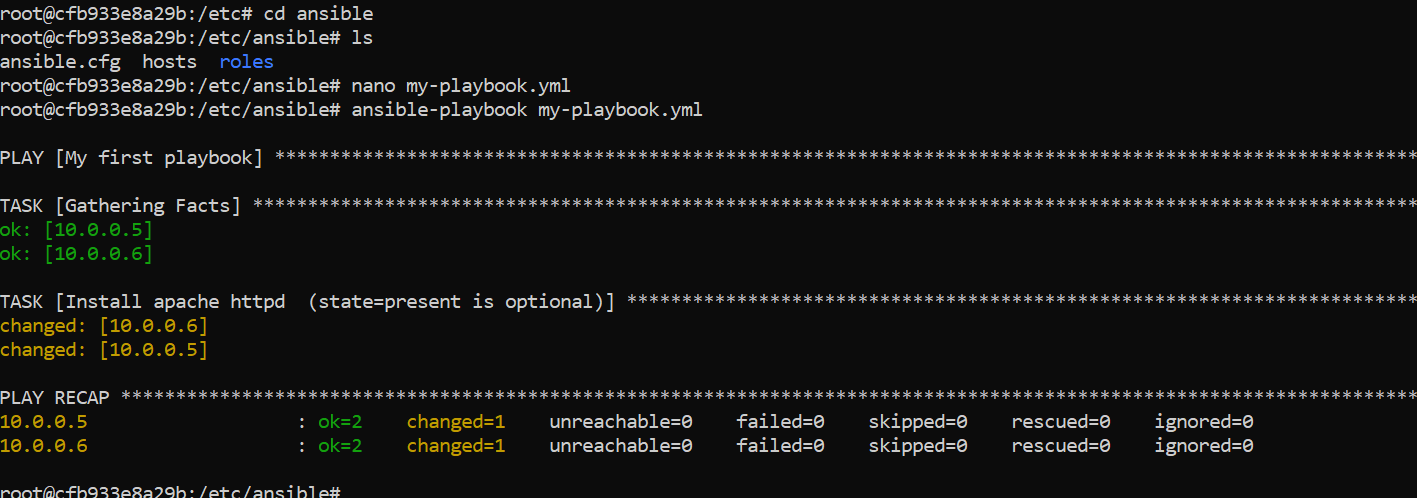 root@cfb933e8a29b:/etc# cd ansible
root@cfb933e8a29b:/etc/ansible# ls
ansible.cfg  hosts  roles
root@cfb933e8a29b:/etc/ansible# nano my-playbook.yml
root@cfb933e8a29b:/etc/ansible# ansible-playbook my-playbook.yml
PLAY [My first playbook] ********************************************************************************************************
TASK [Gathering Facts] **********************************************************************************************************
ok: [10.0.0.5]
ok: [10.0.0.6]
TASK [Install apache httpd  (state=present is optional)] ************************************************************************
changed: [10.0.0.6]
changed: [10.0.0.5]
PLAY RECAP **********************************************************************************************************************
10.0.0.5                   : ok=2    changed=1    unreachable=0    failed=0    skipped=0    rescued=0    ignored=0
10.0.0.6                   : ok=2    changed=1    unreachable=0    failed=0    skipped=0    rescued=0    ignored=0
root@cfb933e8a29b:/etc/ansible#